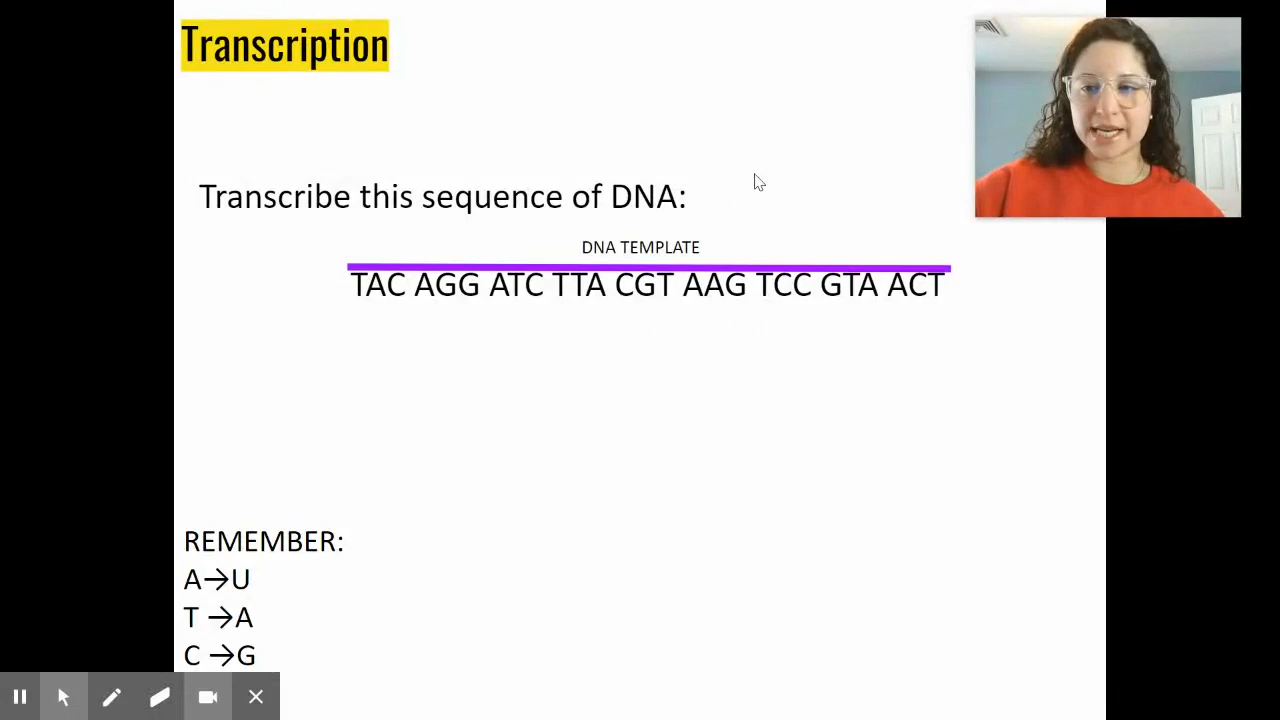 Transcription
Transcribe this sequence of DNA:
DNA TEMPLATE
TAC AGG ATC TTA CGT AAG TCC GTA ACT
REMEMBER:
A→U
T →A
C →G